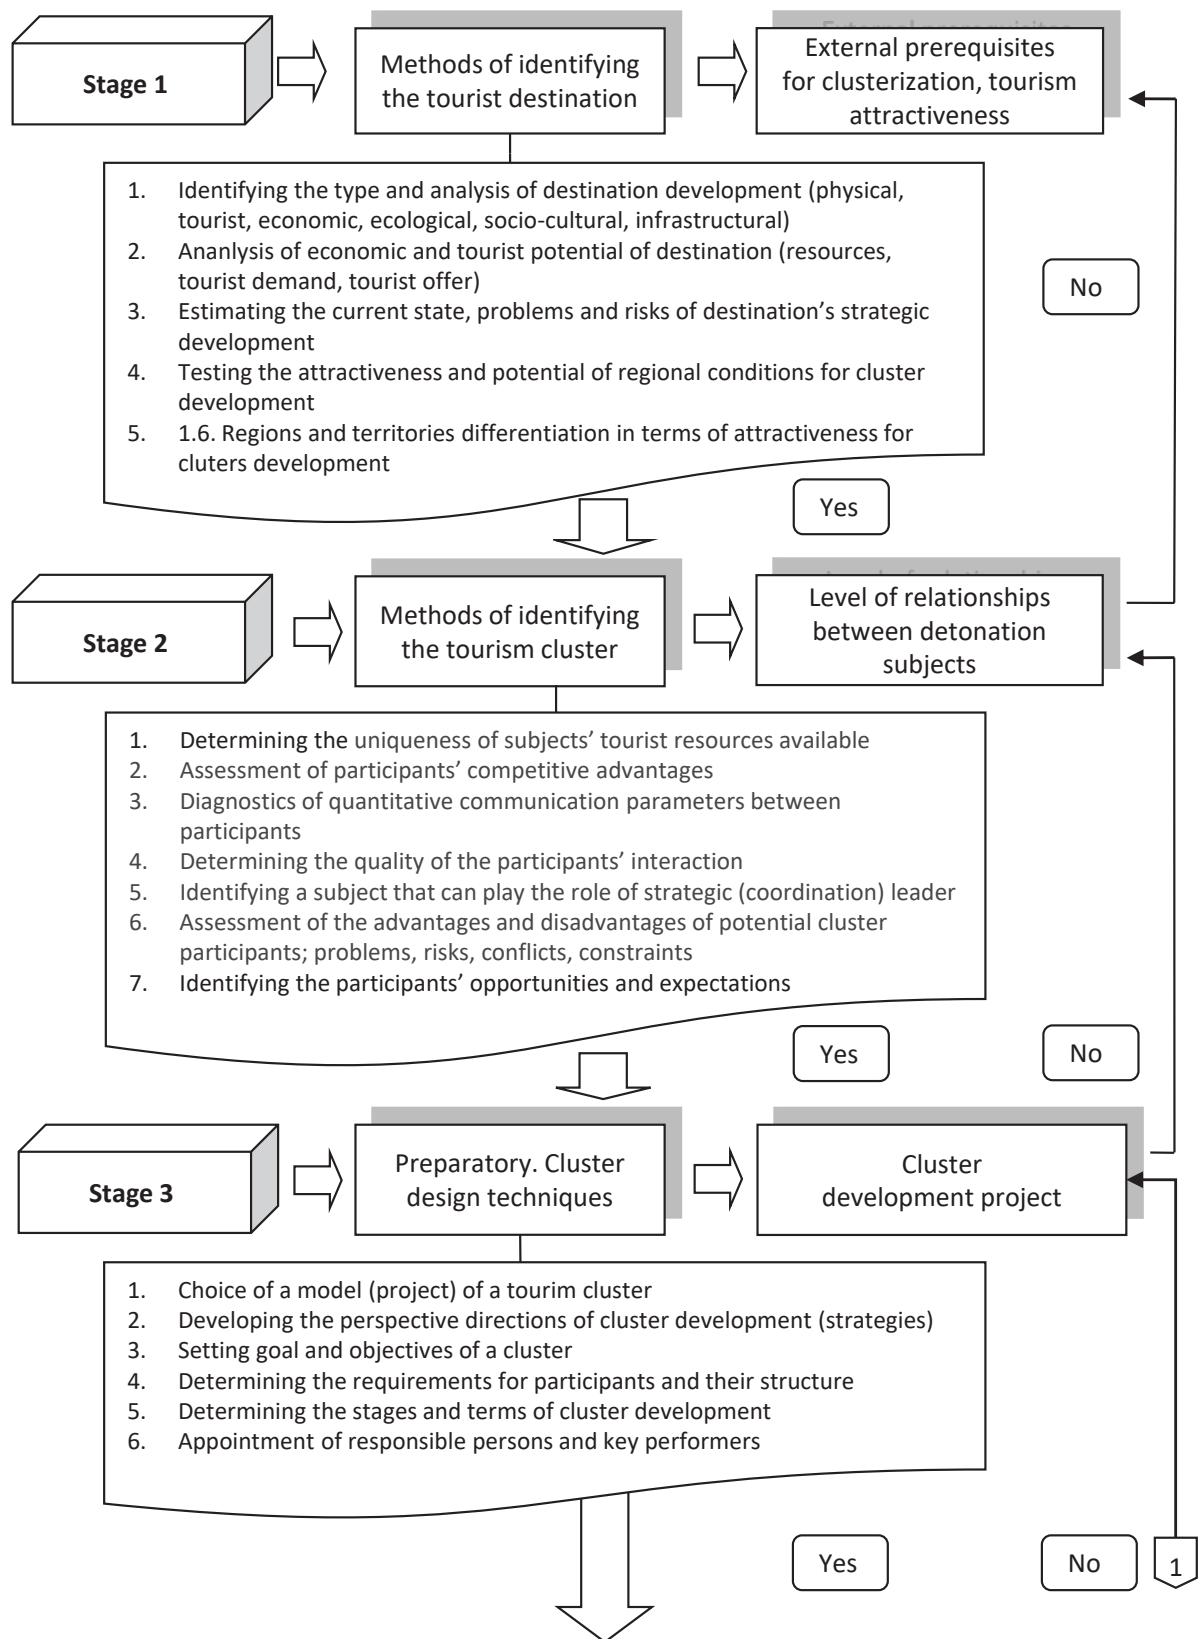 Stage 1
Methods of identifying
the tourist destination
External prerequisites
External prerequisites
for clusterization, tourism
attractiveness
1. Identifying the type and analysis of destination development (physical,
tourist, economic, ecological, socio-cultural, infrastructural)
2. Ananlysis of economic and tourist potential of destination (resources,
tourist demand, tourist offer)
3. Estimating the current state, problems and risks of destination’s strategic
development
4. Testing the attractiveness and potential of regional conditions for cluster
development
5. 1.6. Regions and territories differentiation in terms of attractiveness for
cluters development
No
Yes
Stage 2
Methods of identifying
the tourism cluster
Level of relationships
between detonation
subjects
1. Determining the uniqueness of subjects’ tourist resources available
2. Assessment of participants’ competitive advantages
3. Diagnostics of quantitative communication parameters between
participants
4. Determining the quality of the participants’ interaction
5. Identifying a subject that can play the role of strategic (coordination) leader
6. Assessment of the advantages and disadvantages of potential cluster
participants; problems, risks, conflicts, constraints
7. Identifying the participants’ opportunities and expectations
Yes
No
Stage 3
Preparatory. Cluster
design techniques
Cluster
development project
1. Choice of a model (project) of a tourim cluster
2. Developing the perspective directions of cluster development (strategies)
3. Setting goal and objectives of a cluster
4. Determining the requirements for participants and their structure
5. Determining the stages and terms of cluster development
6. Appointment of responsible persons and key performers
Yes
No
1